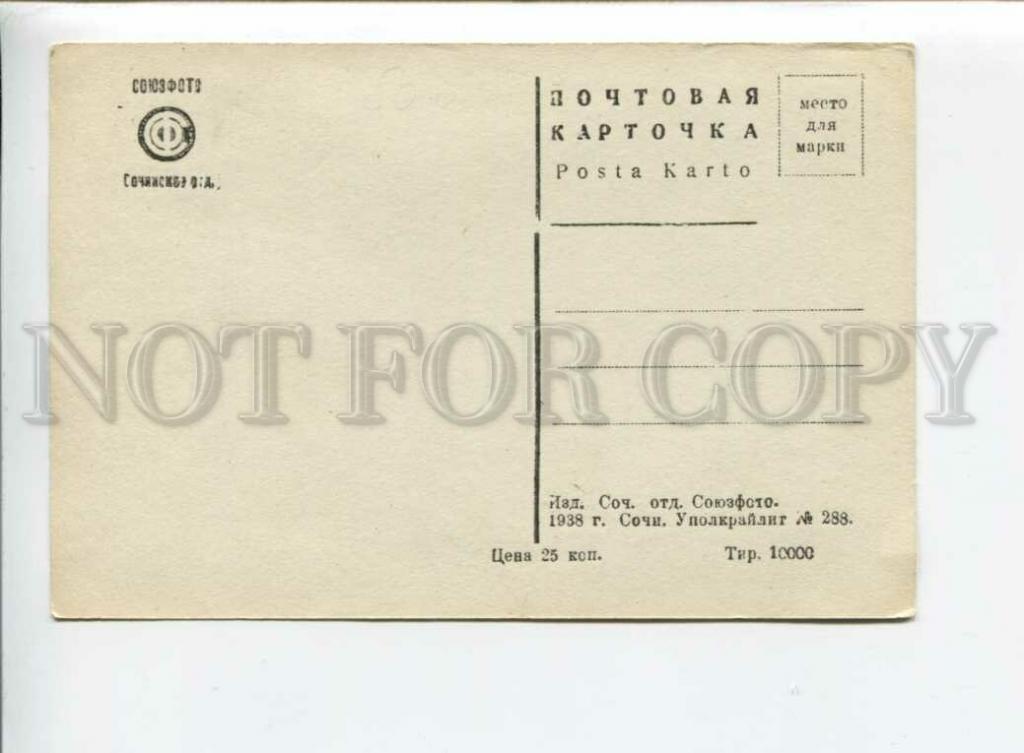 СОЮЗФОТО
Ф
Сочинское отд.
ПОЧТОВАЯ
КАРТОЧКА
Posta Karto
место
для
марки
NOT FOR COPY
Изд. Соч. отд. Союзфото.
1938 г. Сочи. Уполкрайлит № 288.
Цена 25 коп.
Тир. 10000